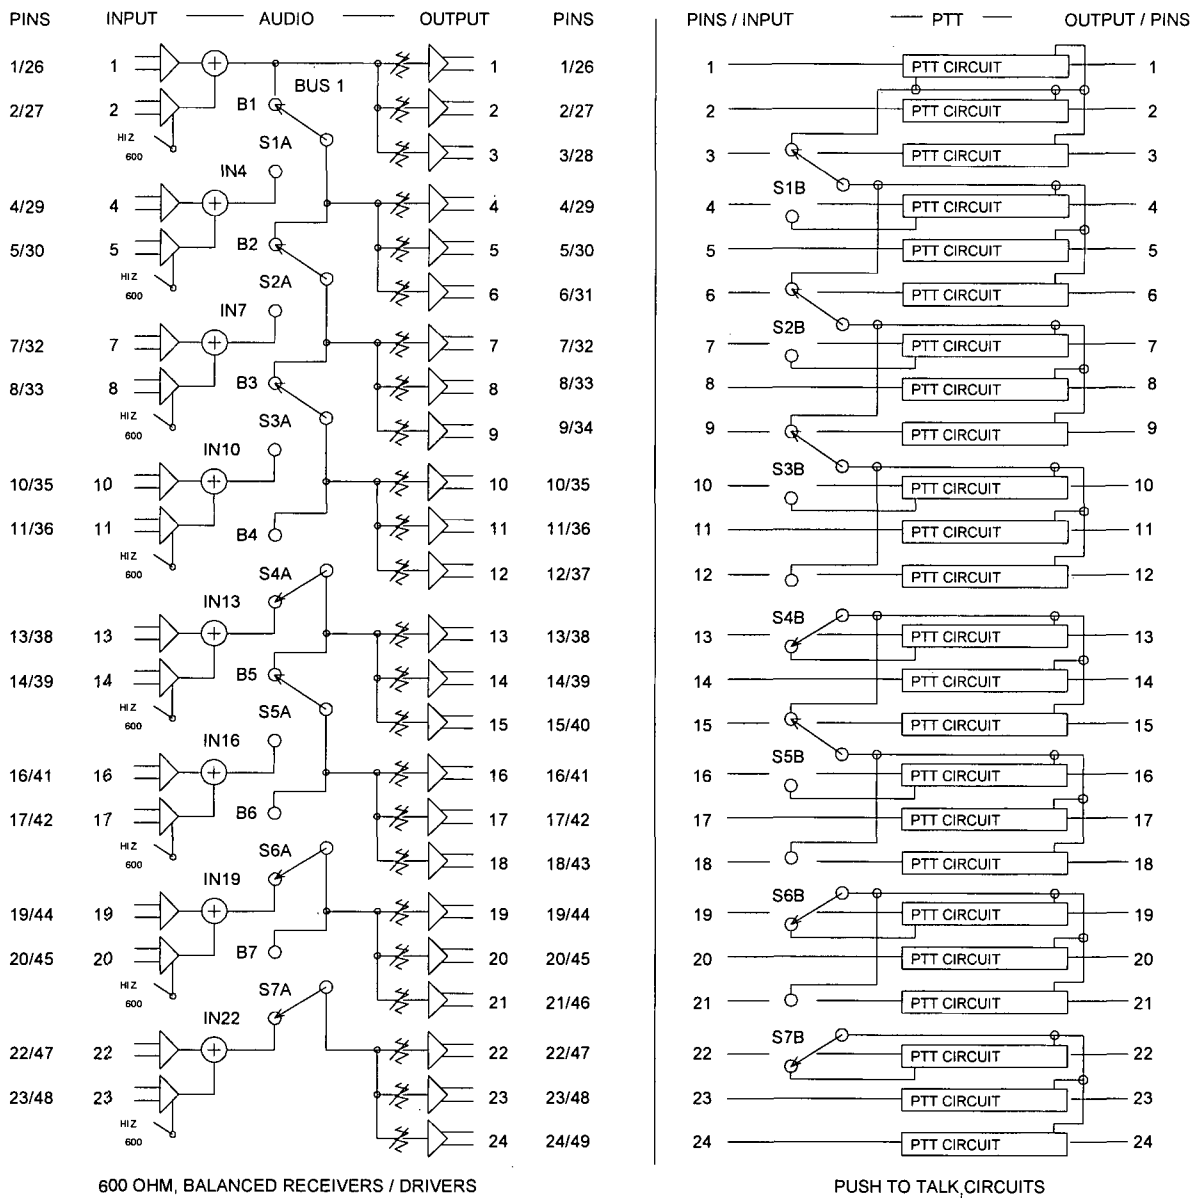 PINS INPUT — AUDIO — OUTPUT PINS PINS / INPUT — PTT — OUTPUT / PINS
1/26 1 1 1/26 1 PTT CIRCUIT 1
BUS 1
2/27 2 B1 2 2/27 2 PTT CIRCUIT 2
HIZ
600
S1A
3 3/28 3 PTT CIRCUIT 3
IN4
S1B
4/29 4 4 4/29 4 PTT CIRCUIT 4
5/30 5 B2 5 5/30 5 PTT CIRCUIT 5
HIZ
600
S2A
6 6/31 6 PTT CIRCUIT 6
IN7
S2B
7/32 7 7 7/32 7 PTT CIRCUIT 7
8/33 8 B3 8 8/33 8 PTT CIRCUIT 8
HIZ
600
S3A
9 9/34 9 PTT CIRCUIT 9
IN10
S3B
10/35 10 10 10/35 10 PTT CIRCUIT 10
11/36 11 B4 11 11/36 11 PTT CIRCUIT 11
HIZ
600
S4A
12 12/37 12 PTT CIRCUIT 12
IN13
S4B
13/38 13 13 13/38 13 PTT CIRCUIT 13
14/39 14 B5 14 14/39 14 PTT CIRCUIT 14
HIZ
600
S5A
15 15/40 15 PTT CIRCUIT 15
IN16
S5B
16/41 16 16 16/41 16 PTT CIRCUIT 16
17/42 17 B6 17 17/42 17 PTT CIRCUIT 17
HIZ
600
S6A
18 18/43 18 PTT CIRCUIT 18
IN19
S6B
19/44 19 19 19/44 19 PTT CIRCUIT 19
20/45 20 B7 20 20/45 20 PTT CIRCUIT 20
HIZ
600
S7A
21 21/46 21 PTT CIRCUIT 21
IN22
S7B
22/47 22 22 22/47 22 PTT CIRCUIT 22
23/48 23 23 23/48 23 PTT CIRCUIT 23
HIZ
600
24 24/49 24 PTT CIRCUIT 24
600 OHM, BALANCED RECEIVERS / DRIVERS PUSH TO TALK CIRCUITS